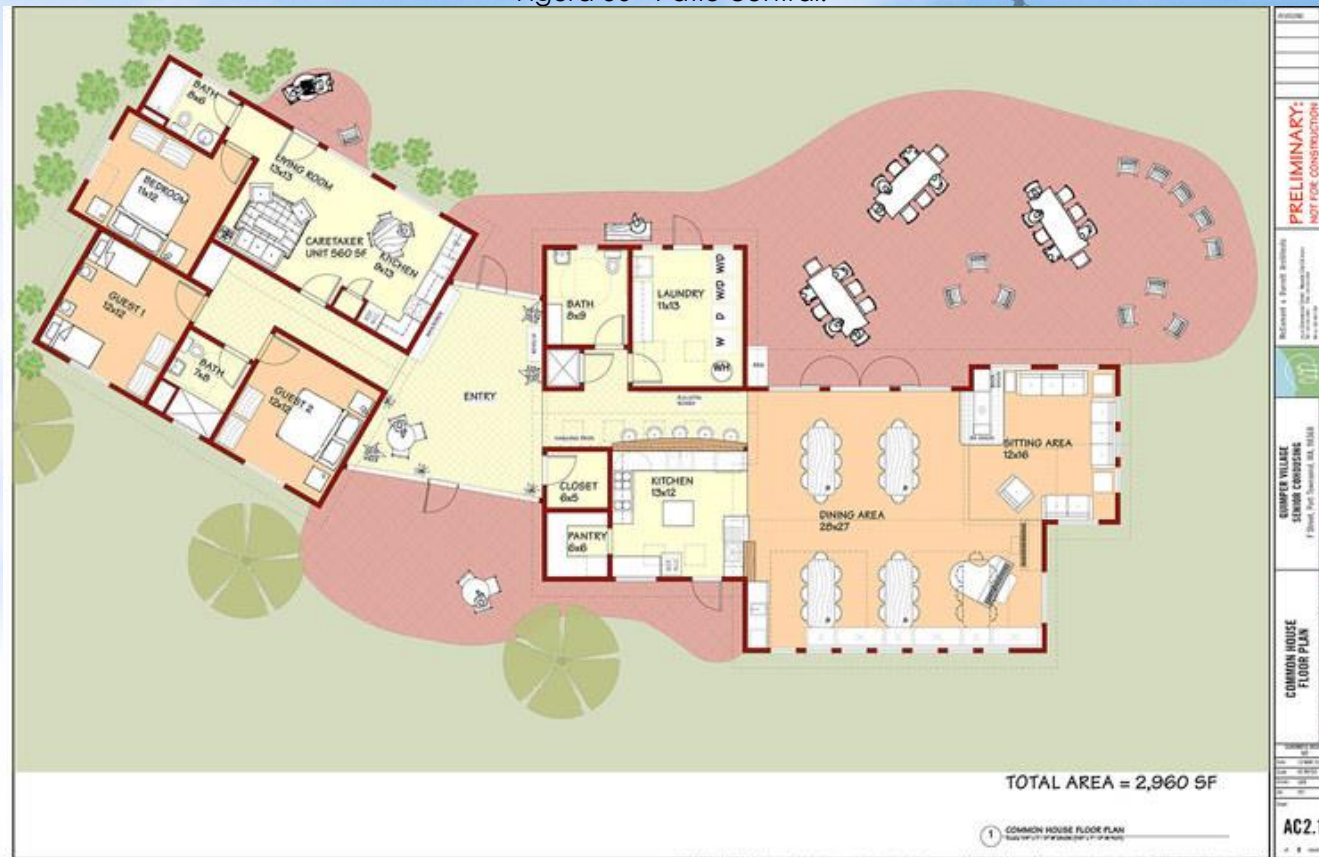 BATH
8x6
LIVING ROOM
13x13
BEDROOM
11x12
CARETAKER
UNIT 560 SF
KITCHEN
9x13
GUEST 1
12x12
BATH
7x8
GUEST 2
12x12
ENTRY
BATH
8x9
LAUNDRY
11x13
W/D
W/D
D
W
WH
CLOSET
6x5
PANTRY
6x6
KITCHEN
13x12
DINING AREA
28x27
SITTING AREA
12x16
TOTAL AREA = 2,960 SF
1
COMMON HOUSE FLOOR PLAN
PRELIMINARY:
NOT FOR CONSTRUCTION
QUIMPER VILLAGE
SENIOR COHOUSING
COMMON HOUSE
FLOOR PLAN